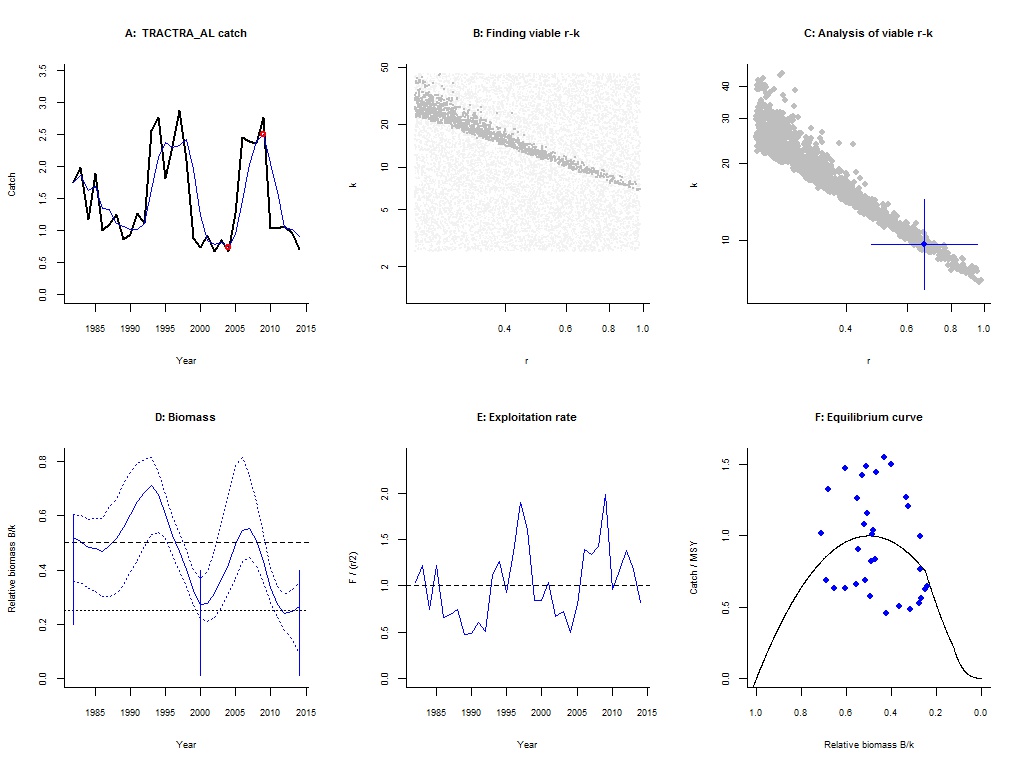 A: TRACTRA_AL catch
Catch
3.5
3.0
2.5
2.0
1.5
1.0
0.5
0.0
1985 1990 1995 2000 2005 2010 2015
Year
B: Finding viable r-k
k
50
20
10
5
2
0.4 0.6 0.8 1.0
r
C: Analysis of viable r-k
k
40
30
20
10
0.4 0.6 0.8 1.0
r
D: Biomass
Relative biomass B/k
0.8
0.6
0.4
0.2
0.0
1985 1990 1995 2000 2005 2010 2015
Year
E: Exploitation rate
F / (r/2)
2.0
1.5
1.0
0.5
0.0
1985 1990 1995 2000 2005 2010 2015
Year
F: Equilibrium curve
Catch / MSY
1.5
1.0
0.5
0.0
1.0 0.8 0.6 0.4 0.2 0.0
Relative biomass B/k